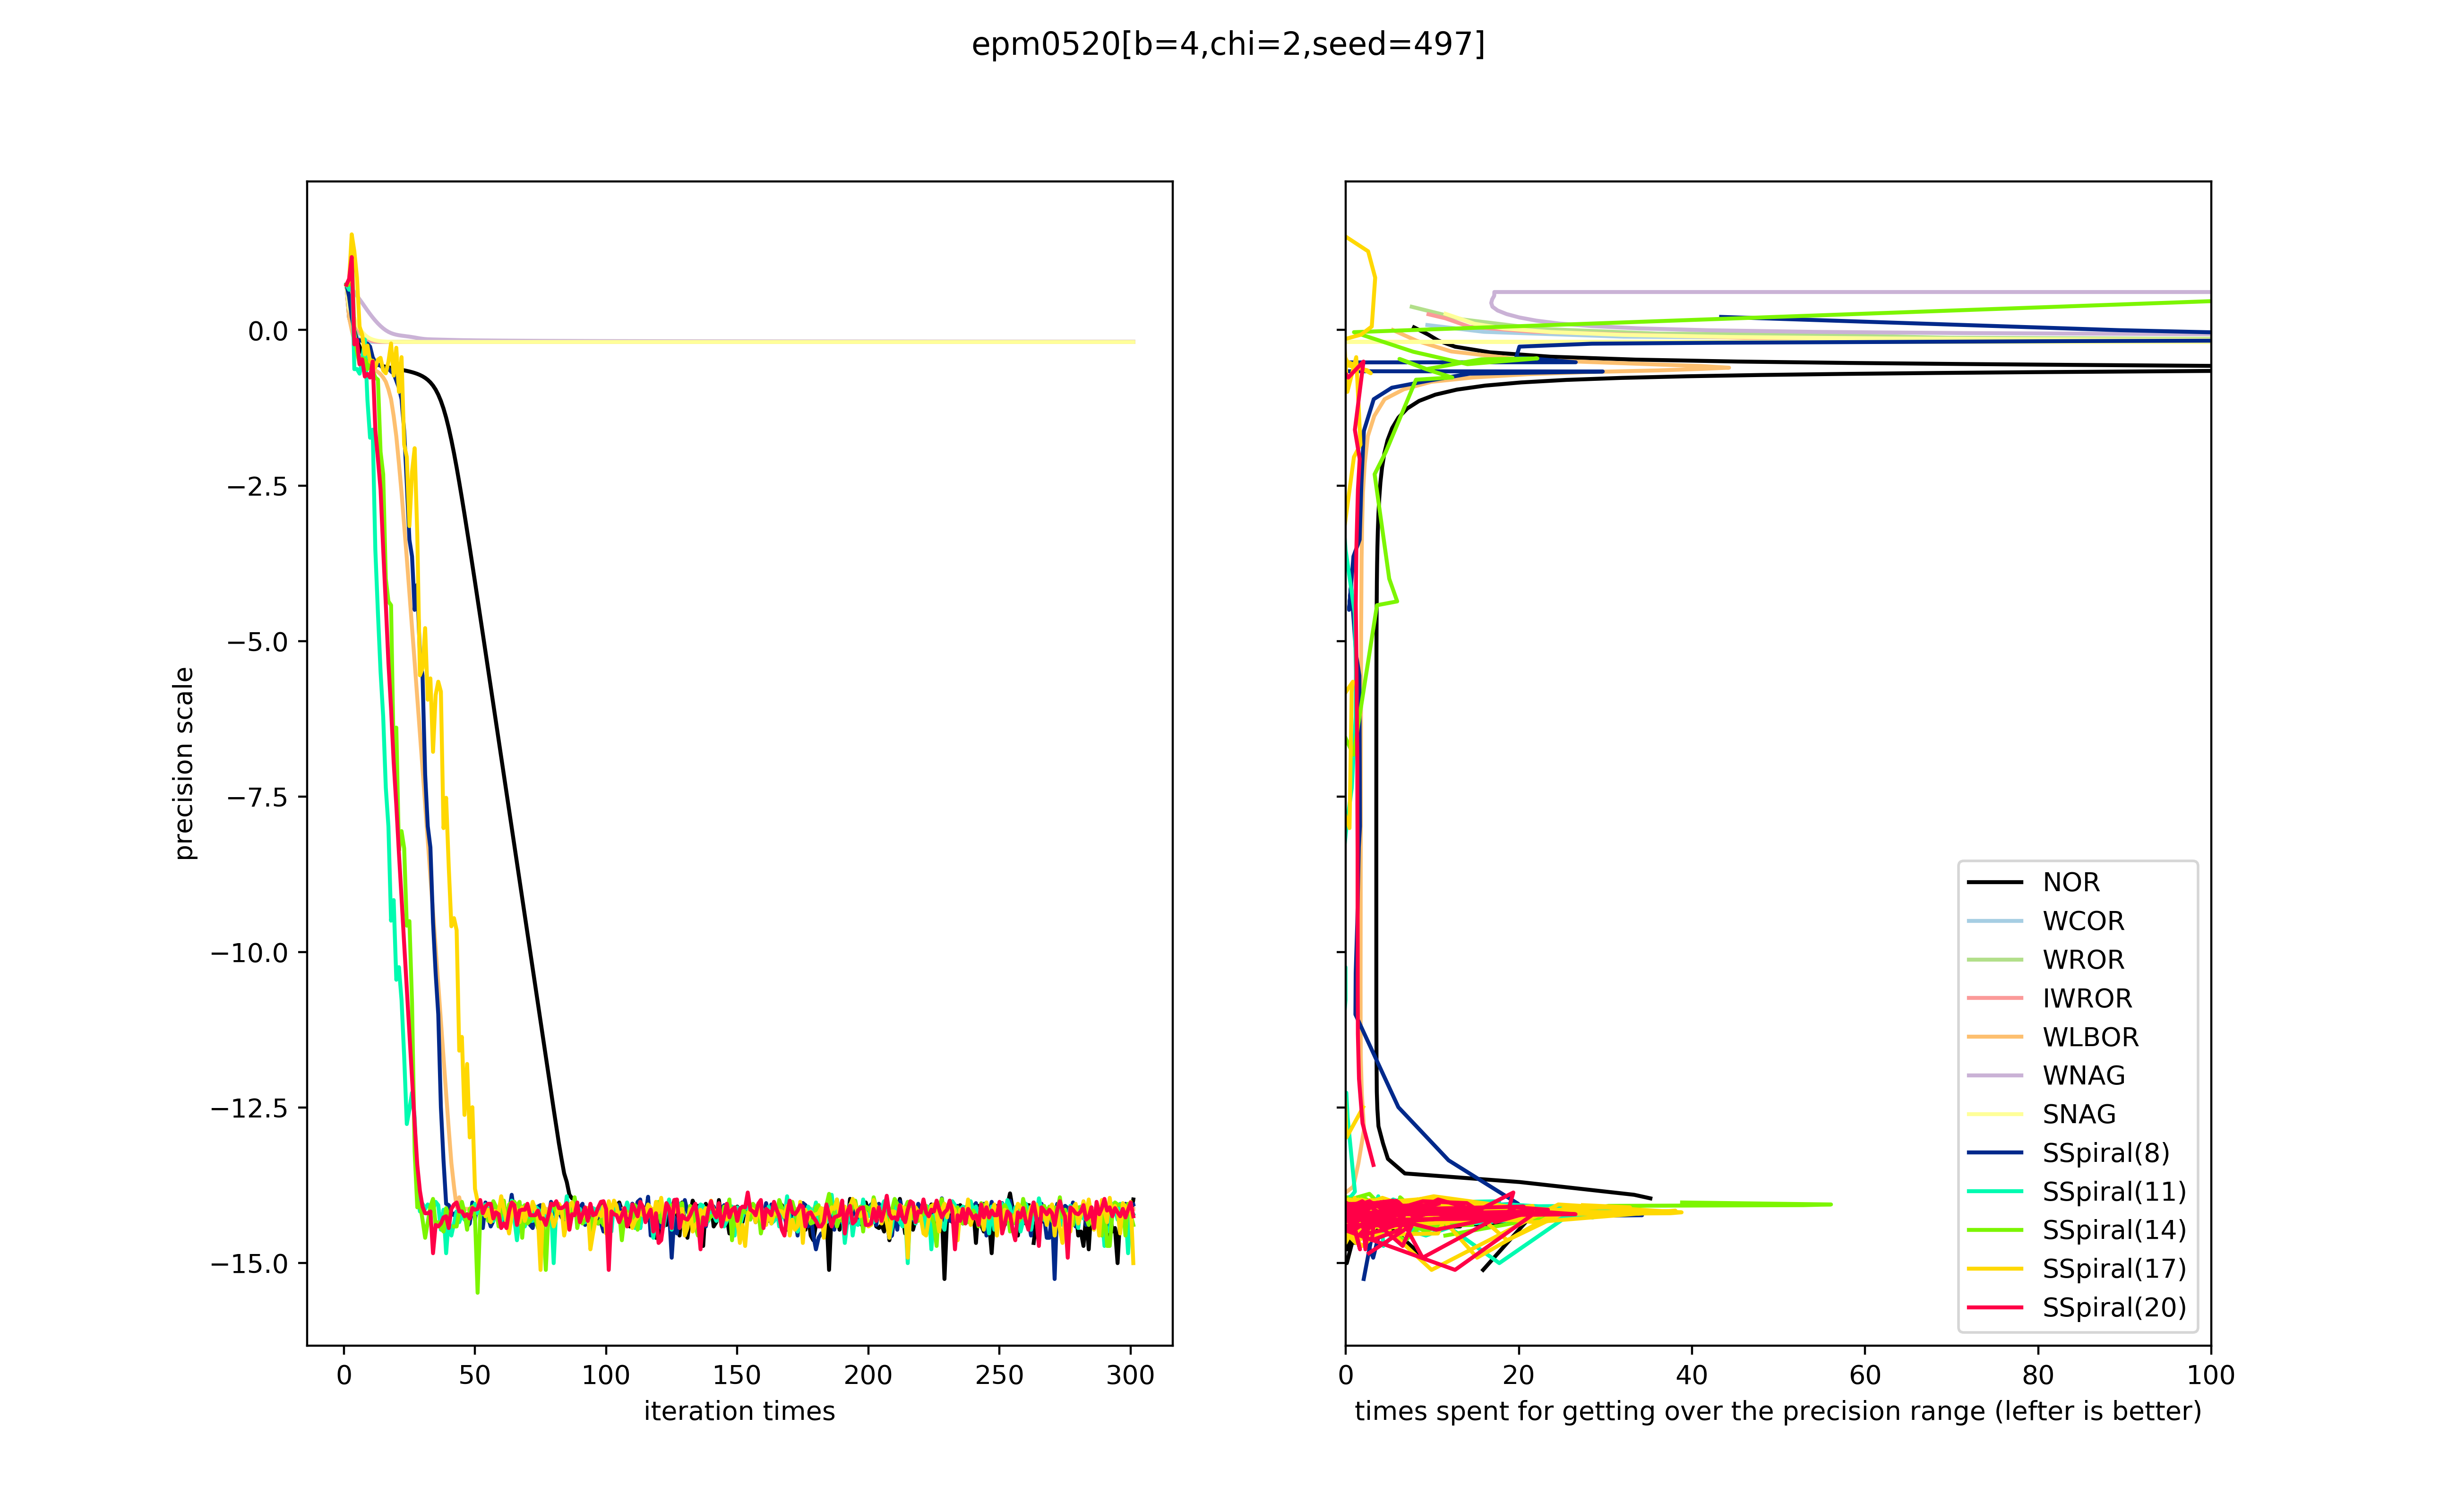 epm0520[b=4,chi=2,seed=497]
precision scale
0.0
−2.5
−5.0
−7.5
−10.0
−12.5
−15.0
0 50 100 150 200 250 300
iteration times
NOR
WCOR
WROR
IWROR
WLBOR
WNAG
SNAG
SSpiral(8)
SSpiral(11)
SSpiral(14)
SSpiral(17)
SSpiral(20)
0 20 40 60 80 100
times spent for getting over the precision range (lefter is better)